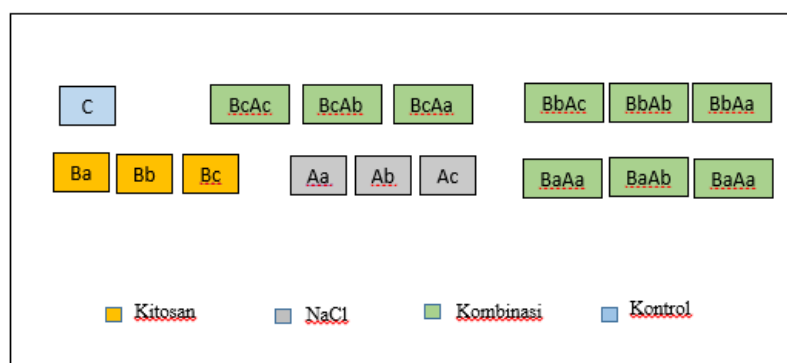 C BcAc BcAb BcAa BbAc BbAb BbAa
Ba Bb Bc Aa Ab Ac BaAa BaAb BaAa
Kitosan NaCl Kombinasi Kontrol